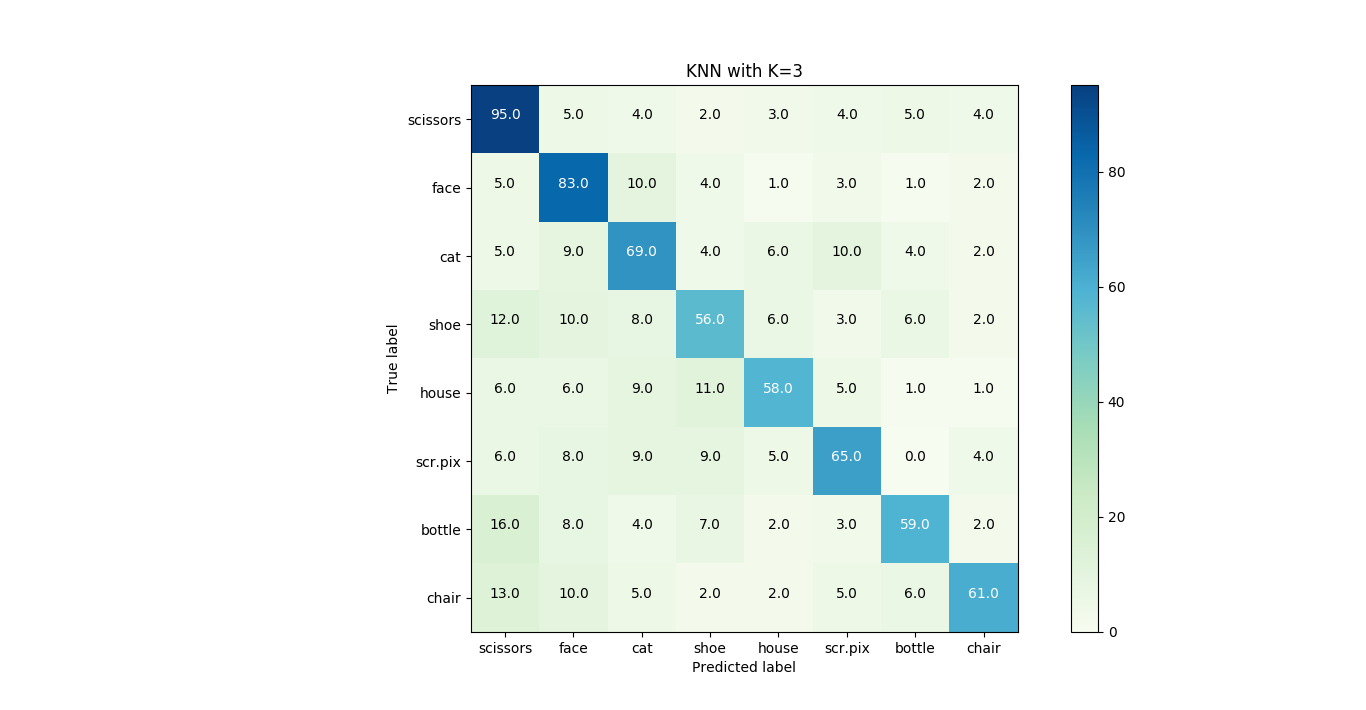 KNN with K=3
scissors 95.0 5.0 4.0 2.0 3.0 4.0 5.0 4.0
face 5.0 83.0 10.0 4.0 1.0 3.0 1.0 2.0
cat 5.0 9.0 69.0 4.0 6.0 10.0 4.0 2.0
shoe 12.0 10.0 8.0 56.0 6.0 3.0 6.0 2.0
house 6.0 6.0 9.0 11.0 58.0 5.0 1.0 1.0
scr.pix 6.0 8.0 9.0 9.0 5.0 65.0 0.0 4.0
bottle 16.0 8.0 4.0 7.0 2.0 3.0 59.0 2.0
chair 13.0 10.0 5.0 2.0 2.0 5.0 6.0 61.0
scissors face cat shoe house scr.pix bottle chair
Predicted label
True label
80
60
40
20
0